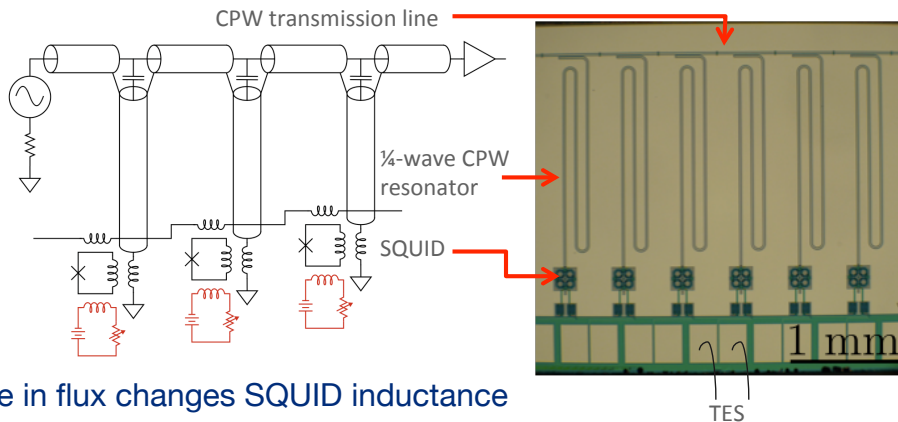 CPW transmission line
¼-wave CPW
resonator
SQUID
1 mm
e in flux changes SQUID inductance
TES